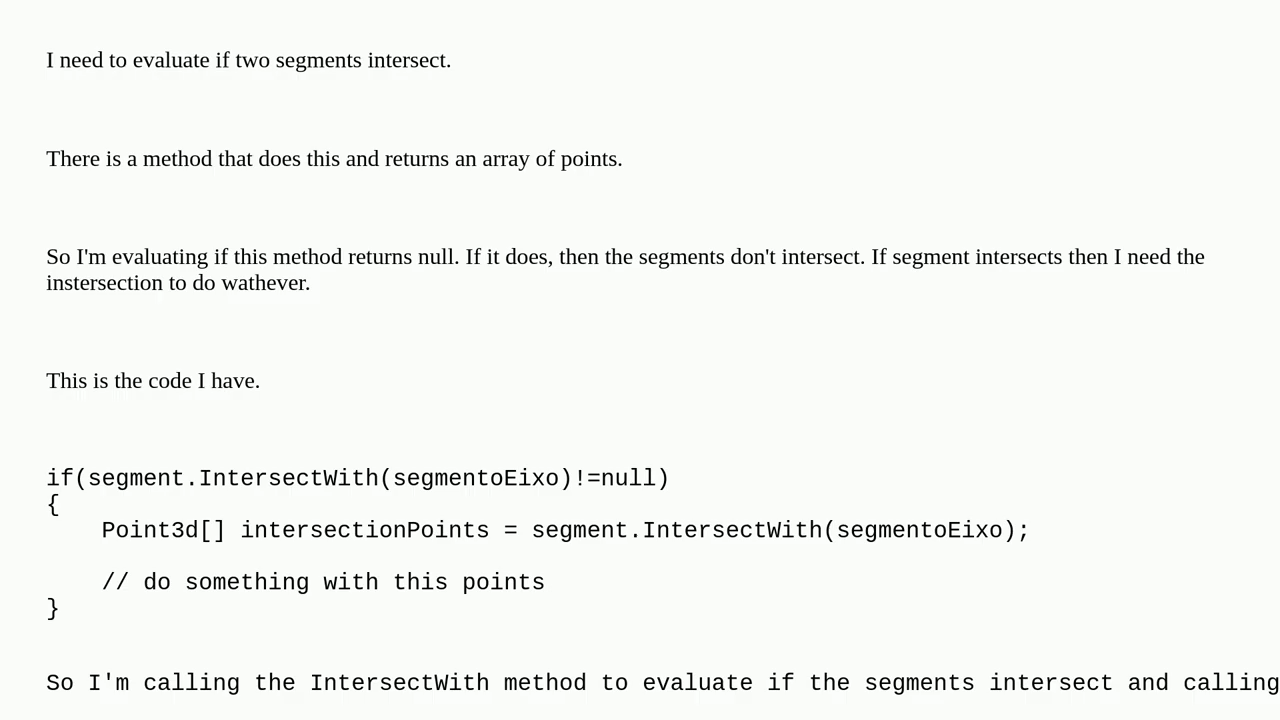 I need to evaluate if two segments intersect.
There is a method that does this and returns an array of points.
So I'm evaluating if this method returns null. If it does, then the segments don't intersect. If segment intersects then I need the
instersection to do wathever.
This is the code I have.
if(segment.IntersectWith(segmentoEixo)!=null)
{
    Point3d[] intersectionPoints = segment.IntersectWith(segmentoEixo);
    // do something with this points
}
So I'm calling the IntersectWith method to evaluate if the segments intersect and calling